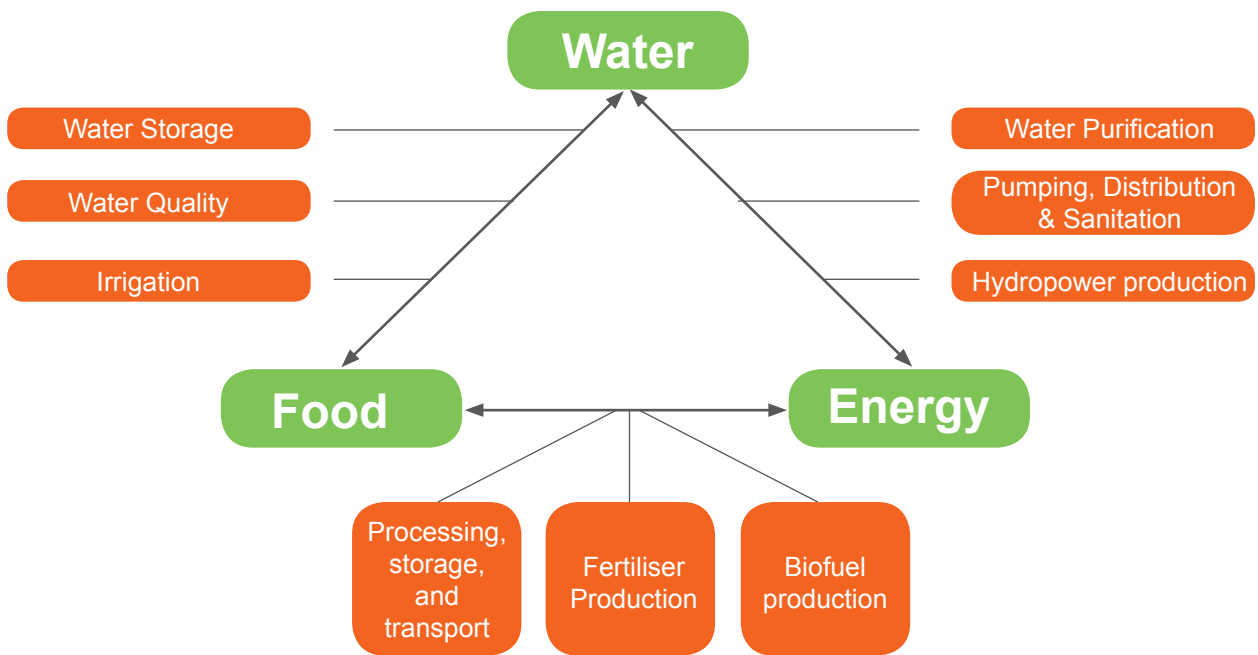 Water
Water Storage
Water Quality
Irrigation
Water Purification
Pumping, Distribution
& Sanitation
Hydropower production
Food
Energy
Processing,
storage,
and
transport
Fertiliser
Production
Biofuel
production